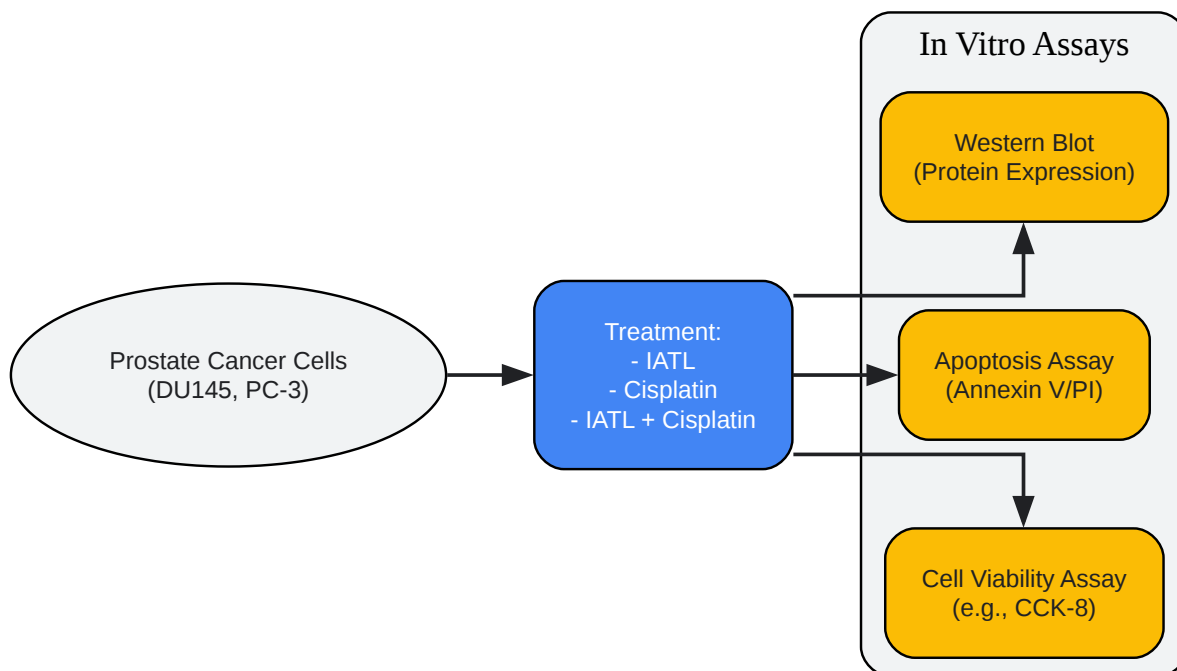 In Vitro Assays
Western Blot
(Protein Expression)
Prostate Cancer Cells
(DU145, PC-3)
Treatment:
- IATL
- Cisplatin
- IATL + Cisplatin
Apoptosis Assay
(Annexin V/PI)
Cell Viability Assay
(e.g., CCK-8)